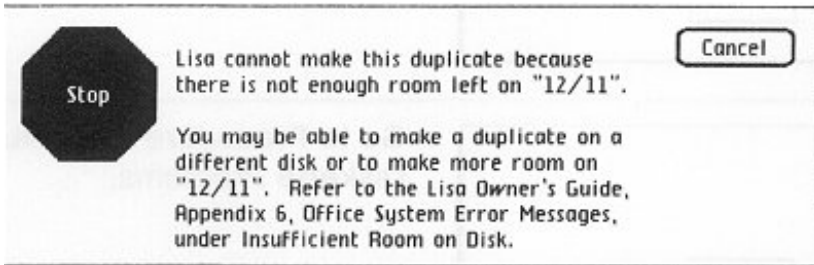 Stop
Lisa cannot make this duplicate because
there is not enough room left on "12/11".
You may be able to make a duplicate on a
different disk or to make more room on
"12/11". Refer to the Lisa Owner's Guide,
Appendix 6, Office System Error Messages,
under Insufficient Room on Disk.
Cancel